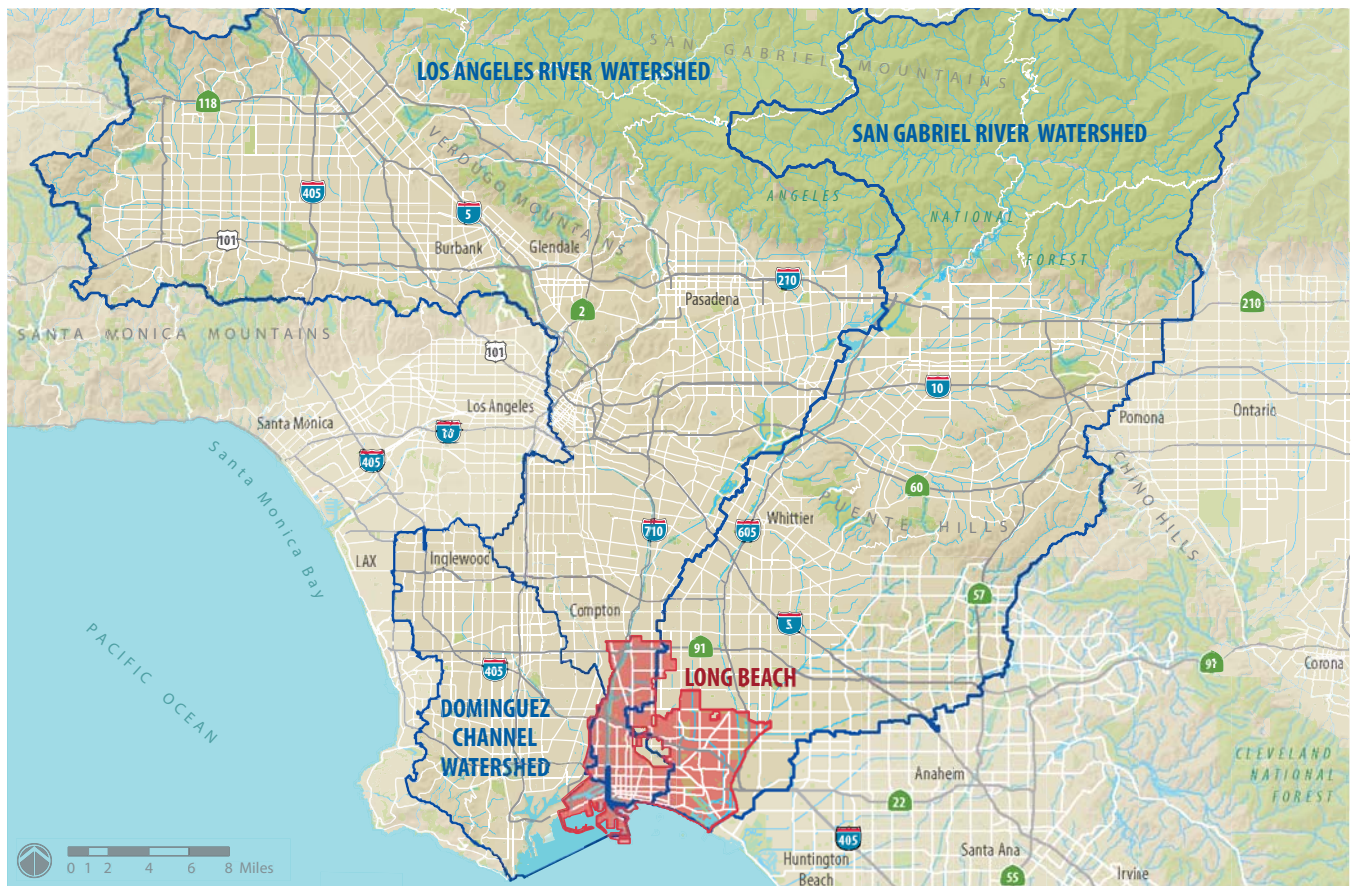 SAN GABRIEL MOUNTAINS
LOS ANGELES RIVER WATERSHED
118
SAN GABRIEL RIVER WATERSHED
VERDUGO MOUNTAINS
405
5
ANGELES
NATIONAL
FOREST
101
Burbank
Glendale
210
Pasadena
2
210
SANTA MONICA MOUNTAINS
101
10
Los Angeles
Santa Monica
10
405
Pomona
Ontario
Santa Monica Bay
CHINO HILLS
60
PUENTE HILLS
Whittier
710
605
LAX
Inglewood
57
Compton
5
PACIFIC OCEAN
91
91
Corona
405
LONG BEACH
DOMINGUEZ
CHANNEL
WATERSHED
CLEVELAND
NATIONAL
FOREST
Anaheim
22
405
Santa Ana
Huntington
Beach
55
Irvine
0 1 2 4 6 8 Miles